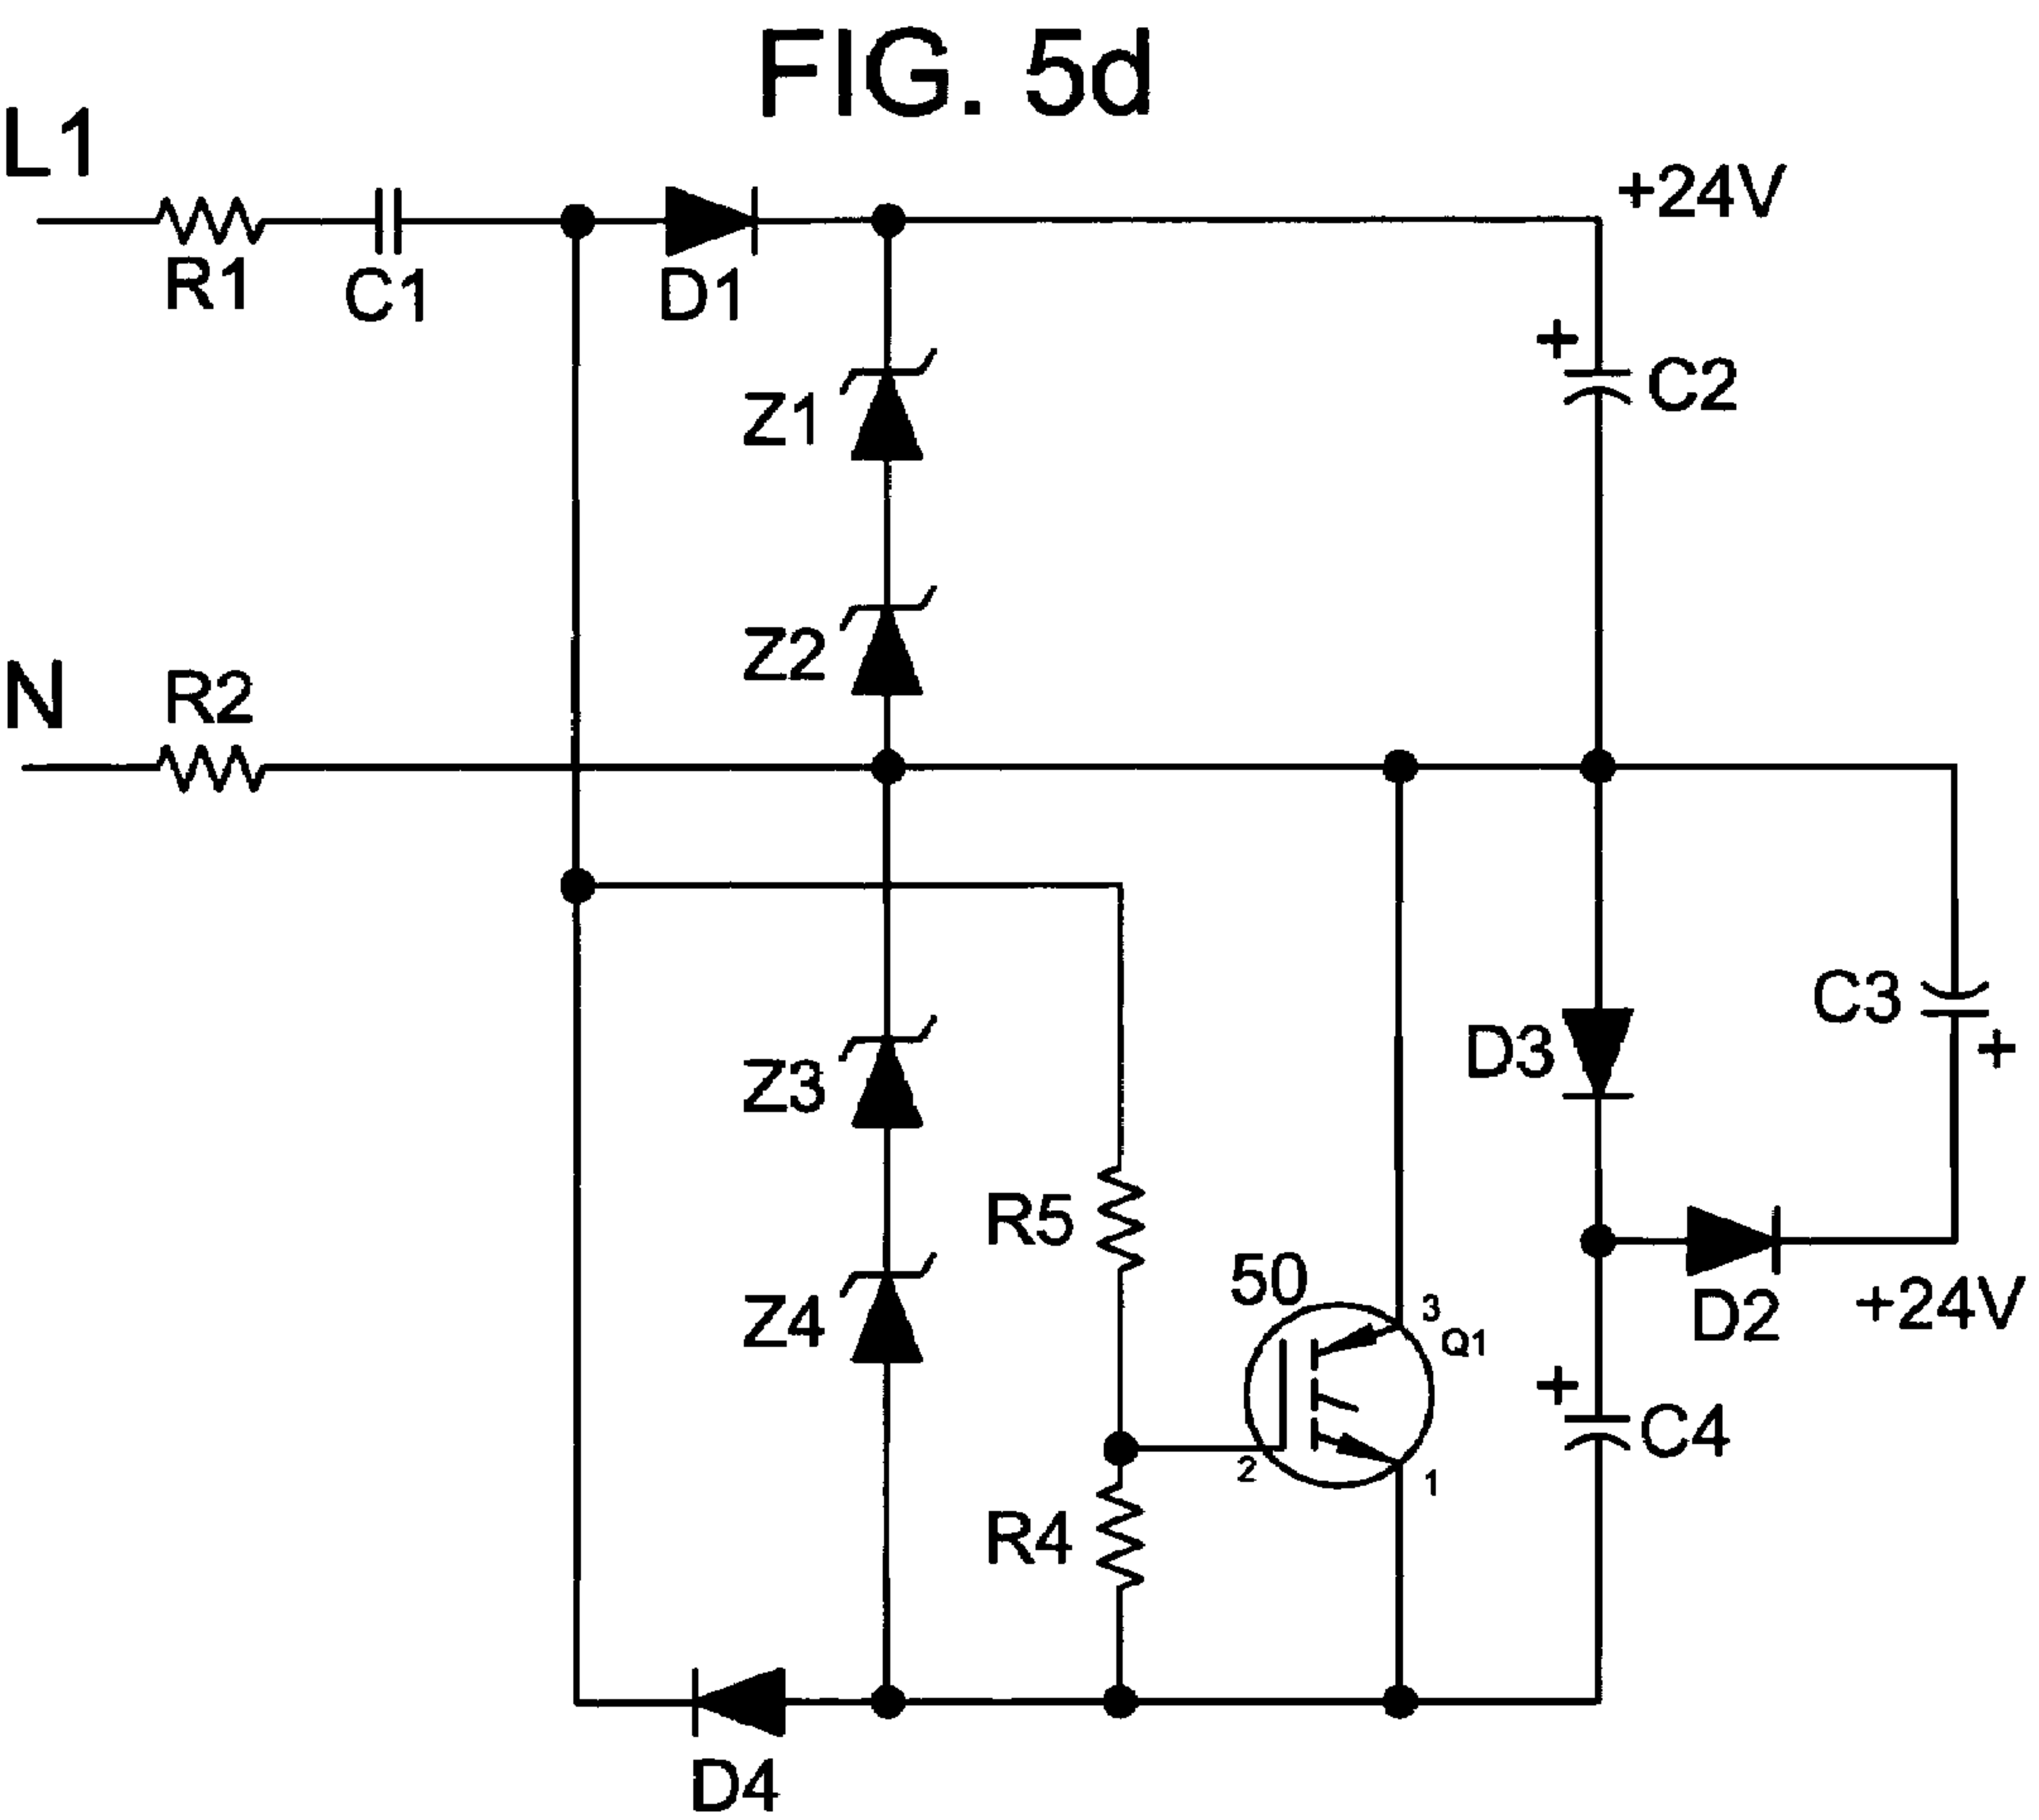 FIG. 5d
L1
+24V
R1
C1
D1
+
C2
Z1
Z2
N
R2
C3
+
D3
Z3
R5
50
3
Q1
D2
+24V
Z4
+
C4
2
1
R4
D4